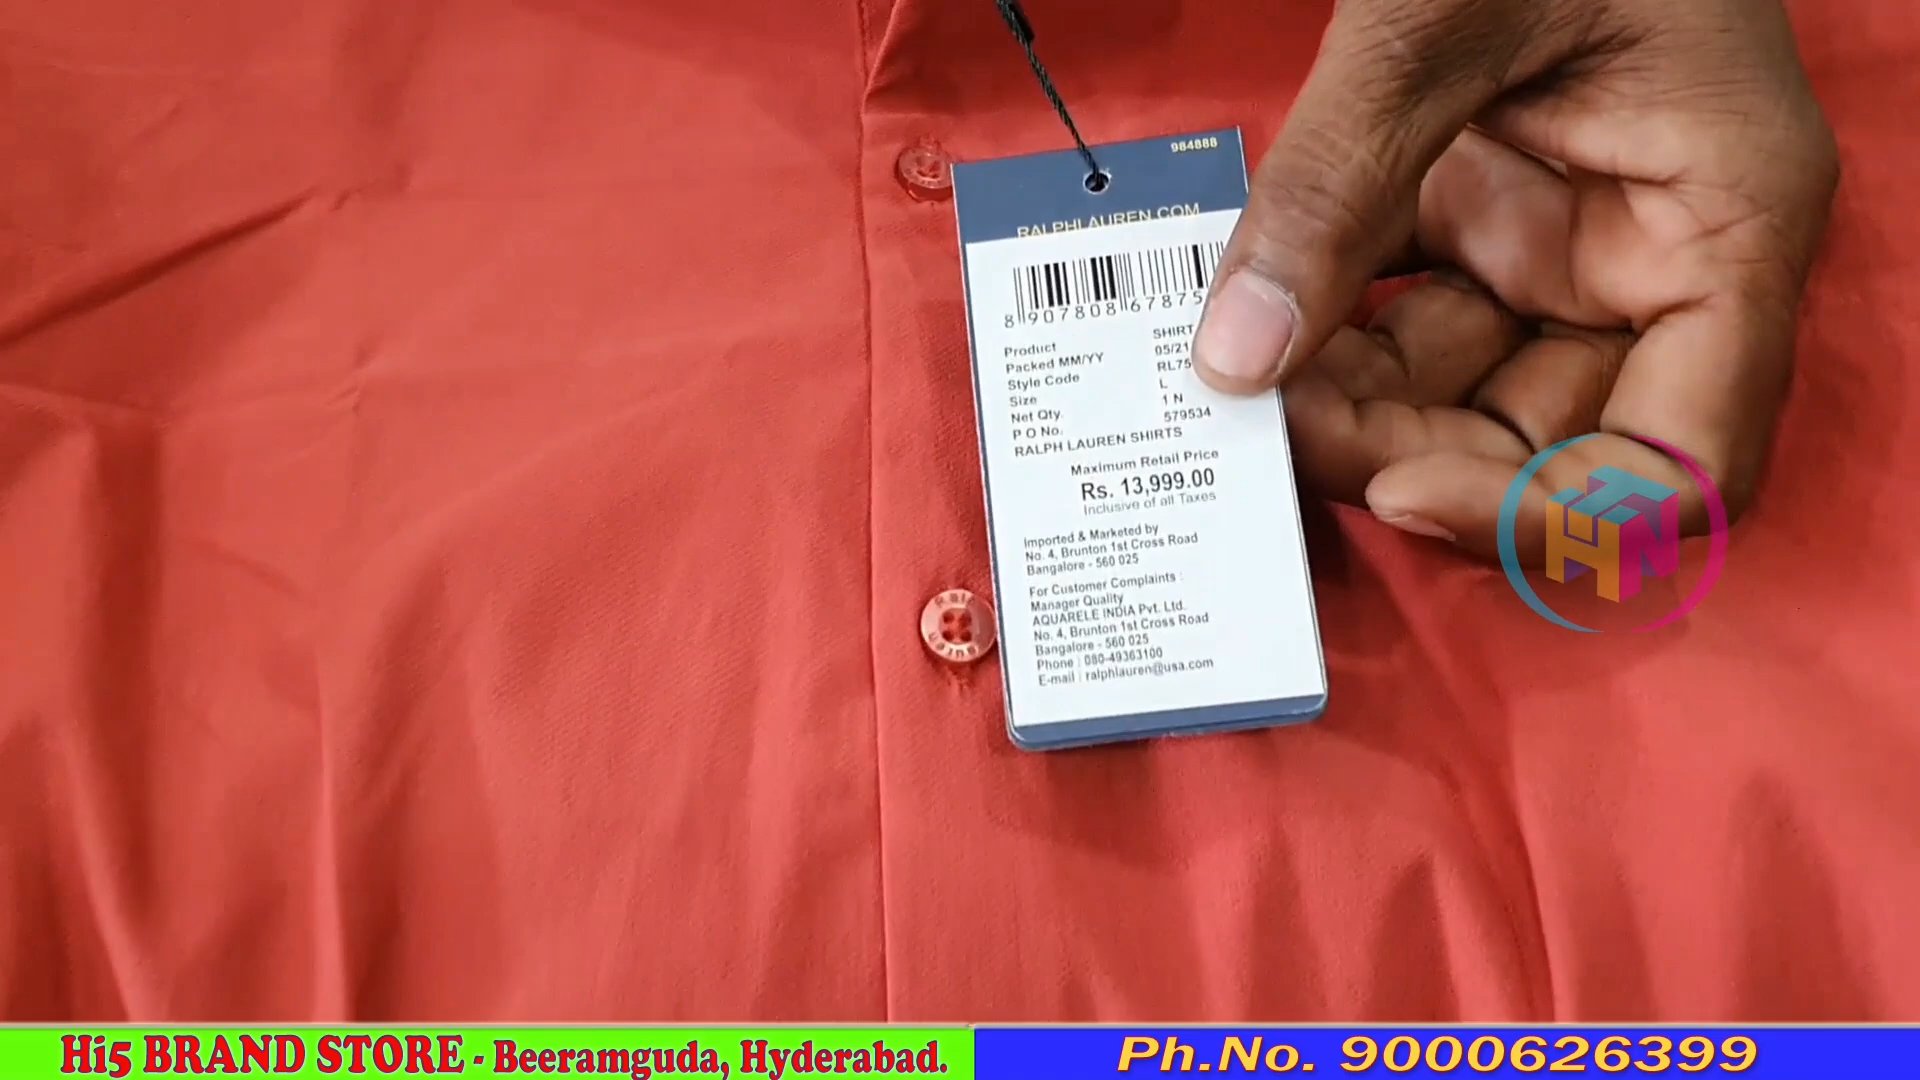 984888
RALPHLAUREN.COM
8 907808 67875
Product SHIRT
Packed MM/YY 05/21
Style Code RL75
Size L
Net Qty. 1 N
P O No. 579534
RALPH LAUREN SHIRTS
Maximum Retail Price
Rs. 13,999.00
Inclusive of all Taxes
Imported & Marketed by
No. 4, Brunton 1st Cross Road
Bangalore - 560 025
For Customer Complaints :
Manager Quality
AQUARELE INDIA Pvt. Ltd.
No. 4, Brunton 1st Cross Road
Bangalore - 560 025
Phone : 080-49363100
E-mail : ralphlauren@usa.com
HTN
Hi5 BRAND STORE - Beeramguda, Hyderabad.
Ph.No. 9000626399